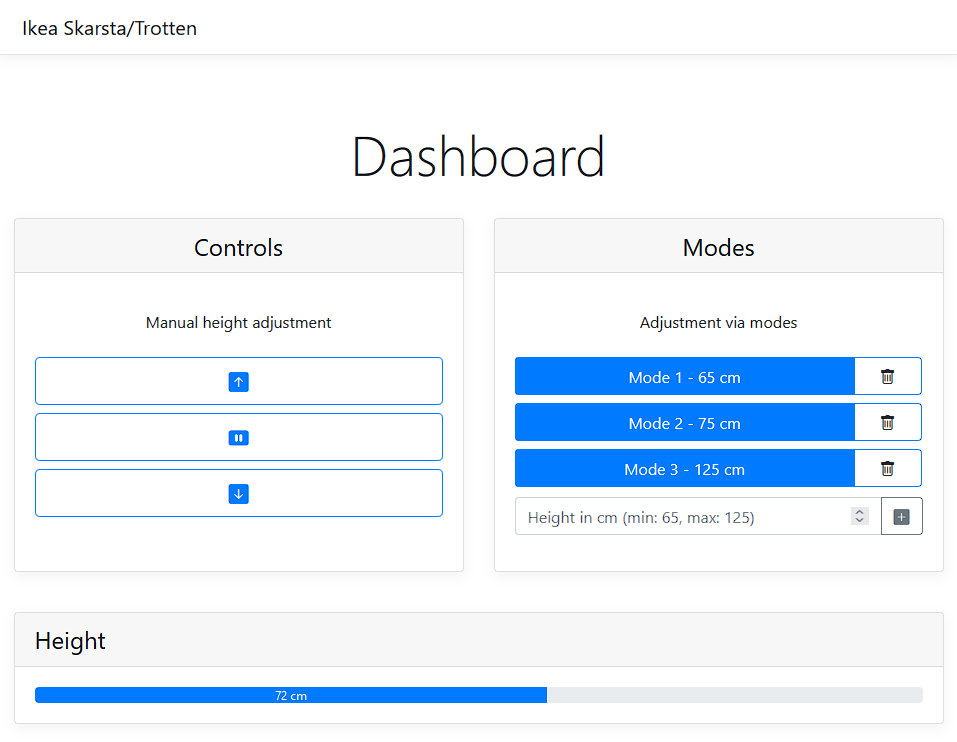 Ikea Skarsta/Trotten
Dashboard
Controls
Manual height adjustment
Modes
Adjustment via modes
Mode 1 - 65 cm
Mode 2 - 75 cm
Mode 3 - 125 cm
Height in cm (min: 65, max: 125)
Height
72 cm